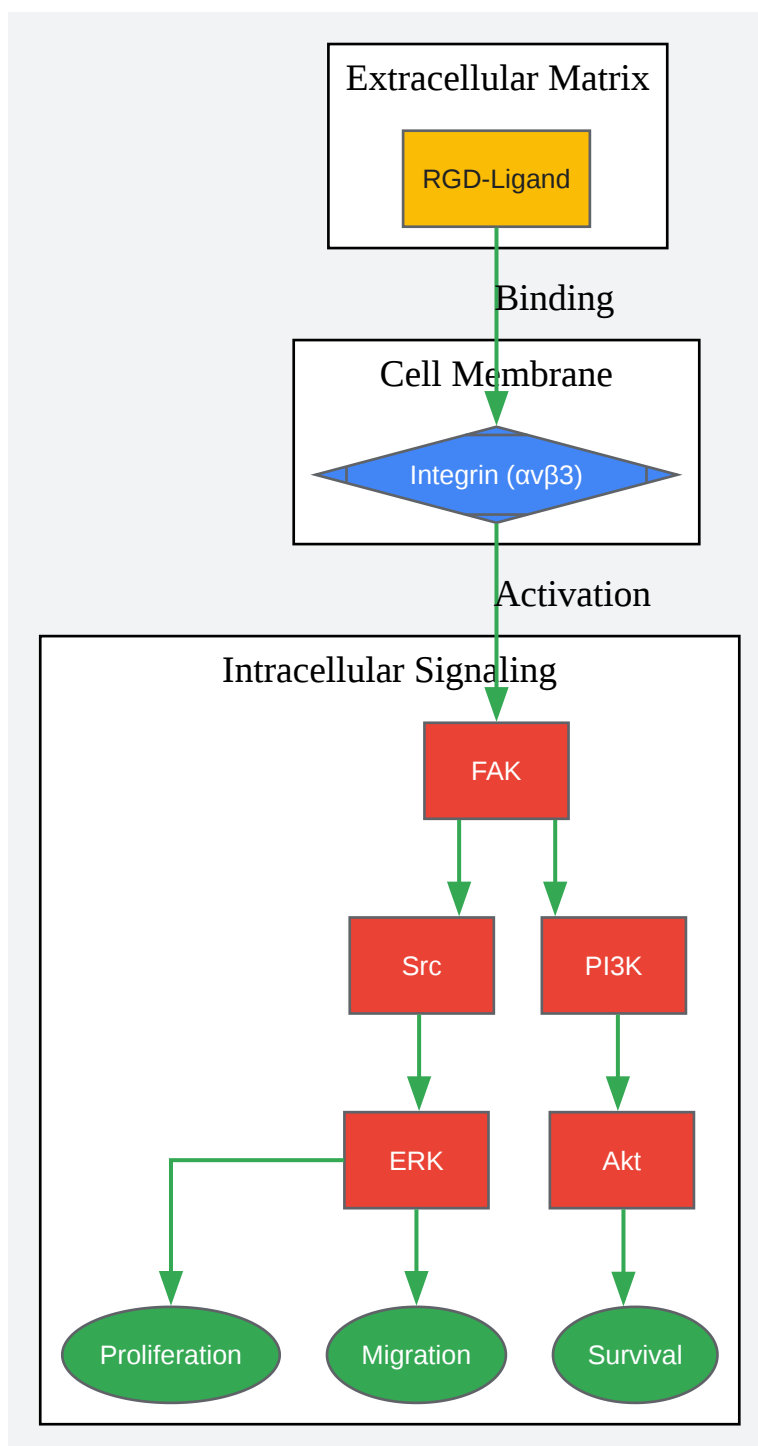 Extracellular Matrix
RGD-Ligand
Binding
Cell Membrane
Integrin (αvβ3)
Activation
Intracellular Signaling
FAK
Src
PI3K
ERK
Akt
Proliferation
Migration
Survival